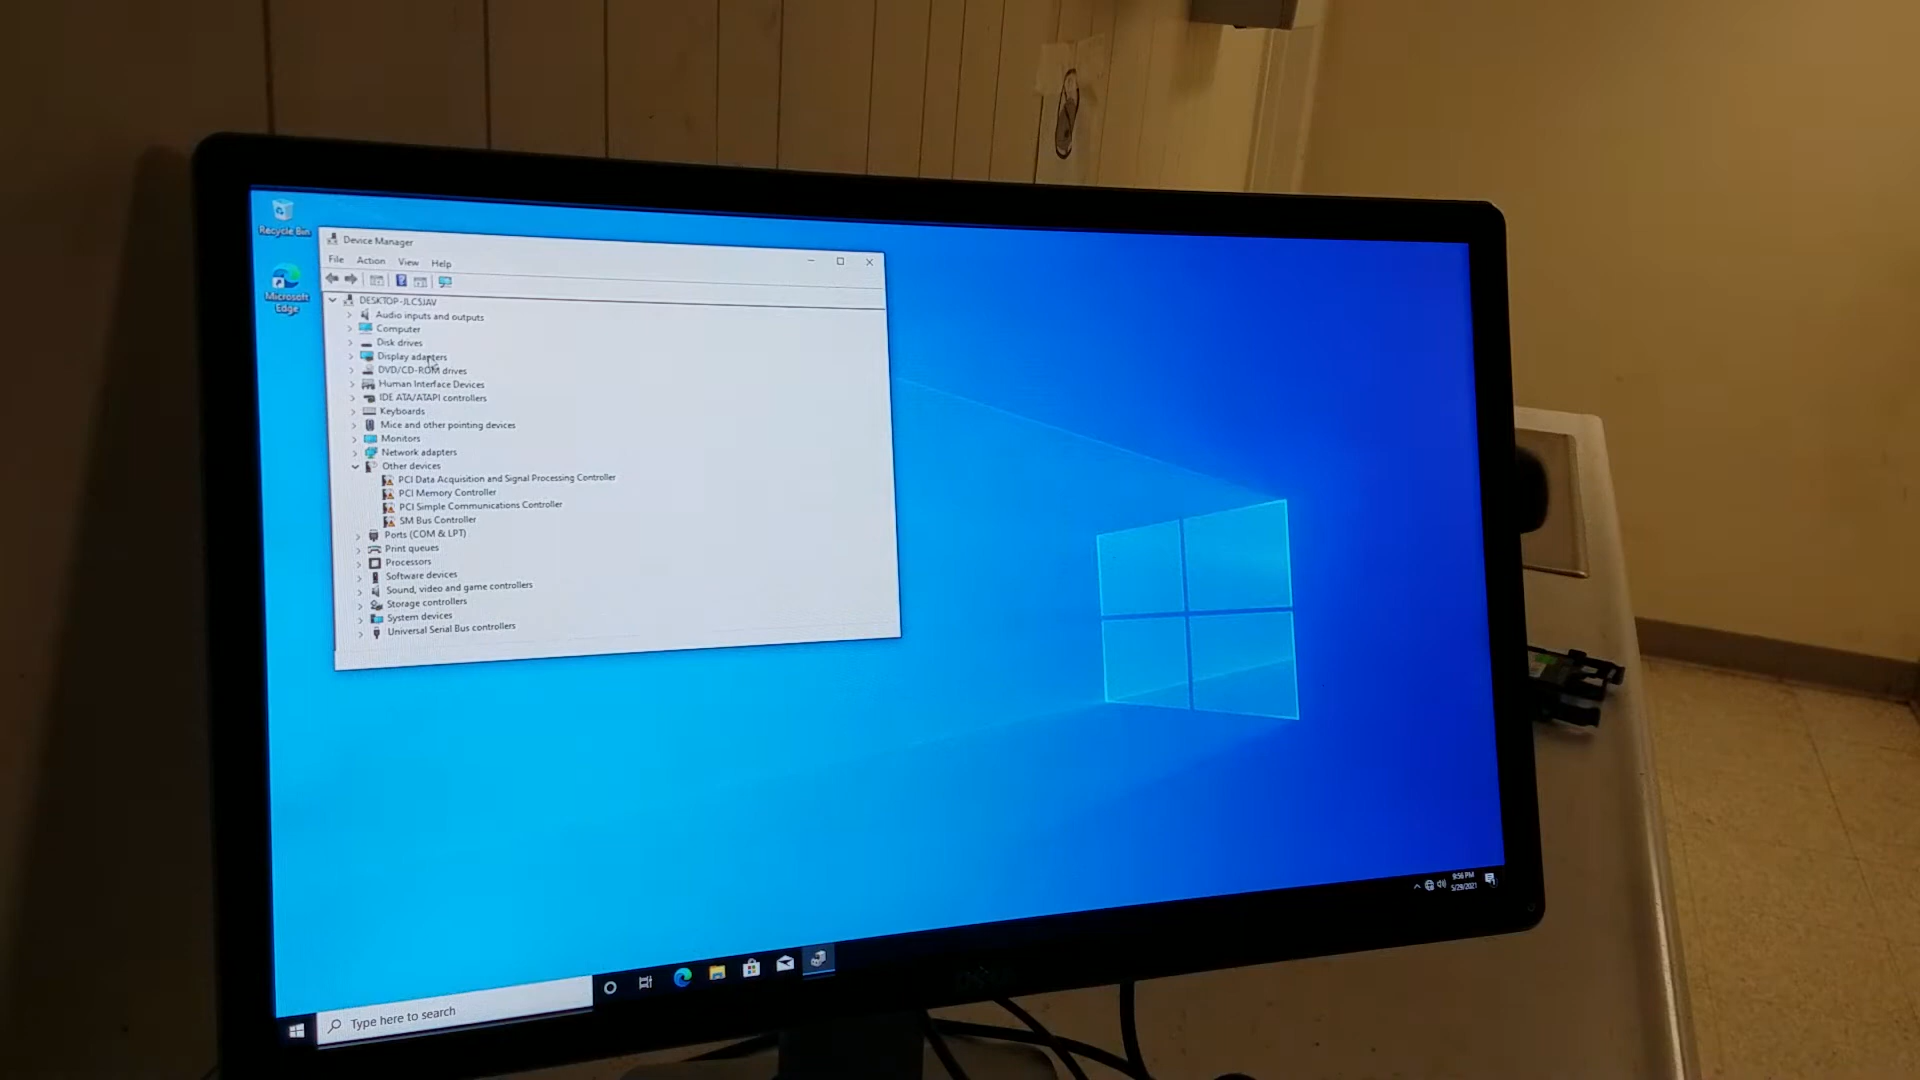 Recycle Bin
Microsoft
Edge
Device Manager
File Action View Help
DESKTOP-JLC5JAV
Audio inputs and outputs
Computer
Disk drives
Display adapters
DVD/CD-ROM drives
Human Interface Devices
IDE ATA/ATAPI controllers
Keyboards
Mice and other pointing devices
Monitors
Network adapters
Other devices
PCI Data Acquisition and Signal Processing Controller
PCI Memory Controller
PCI Simple Communications Controller
SM Bus Controller
Ports (COM & LPT)
Print queues
Processors
Software devices
Sound, video and game controllers
Storage controllers
System devices
Universal Serial Bus controllers
9:56 PM
5/29/2021
Type here to search
DELL